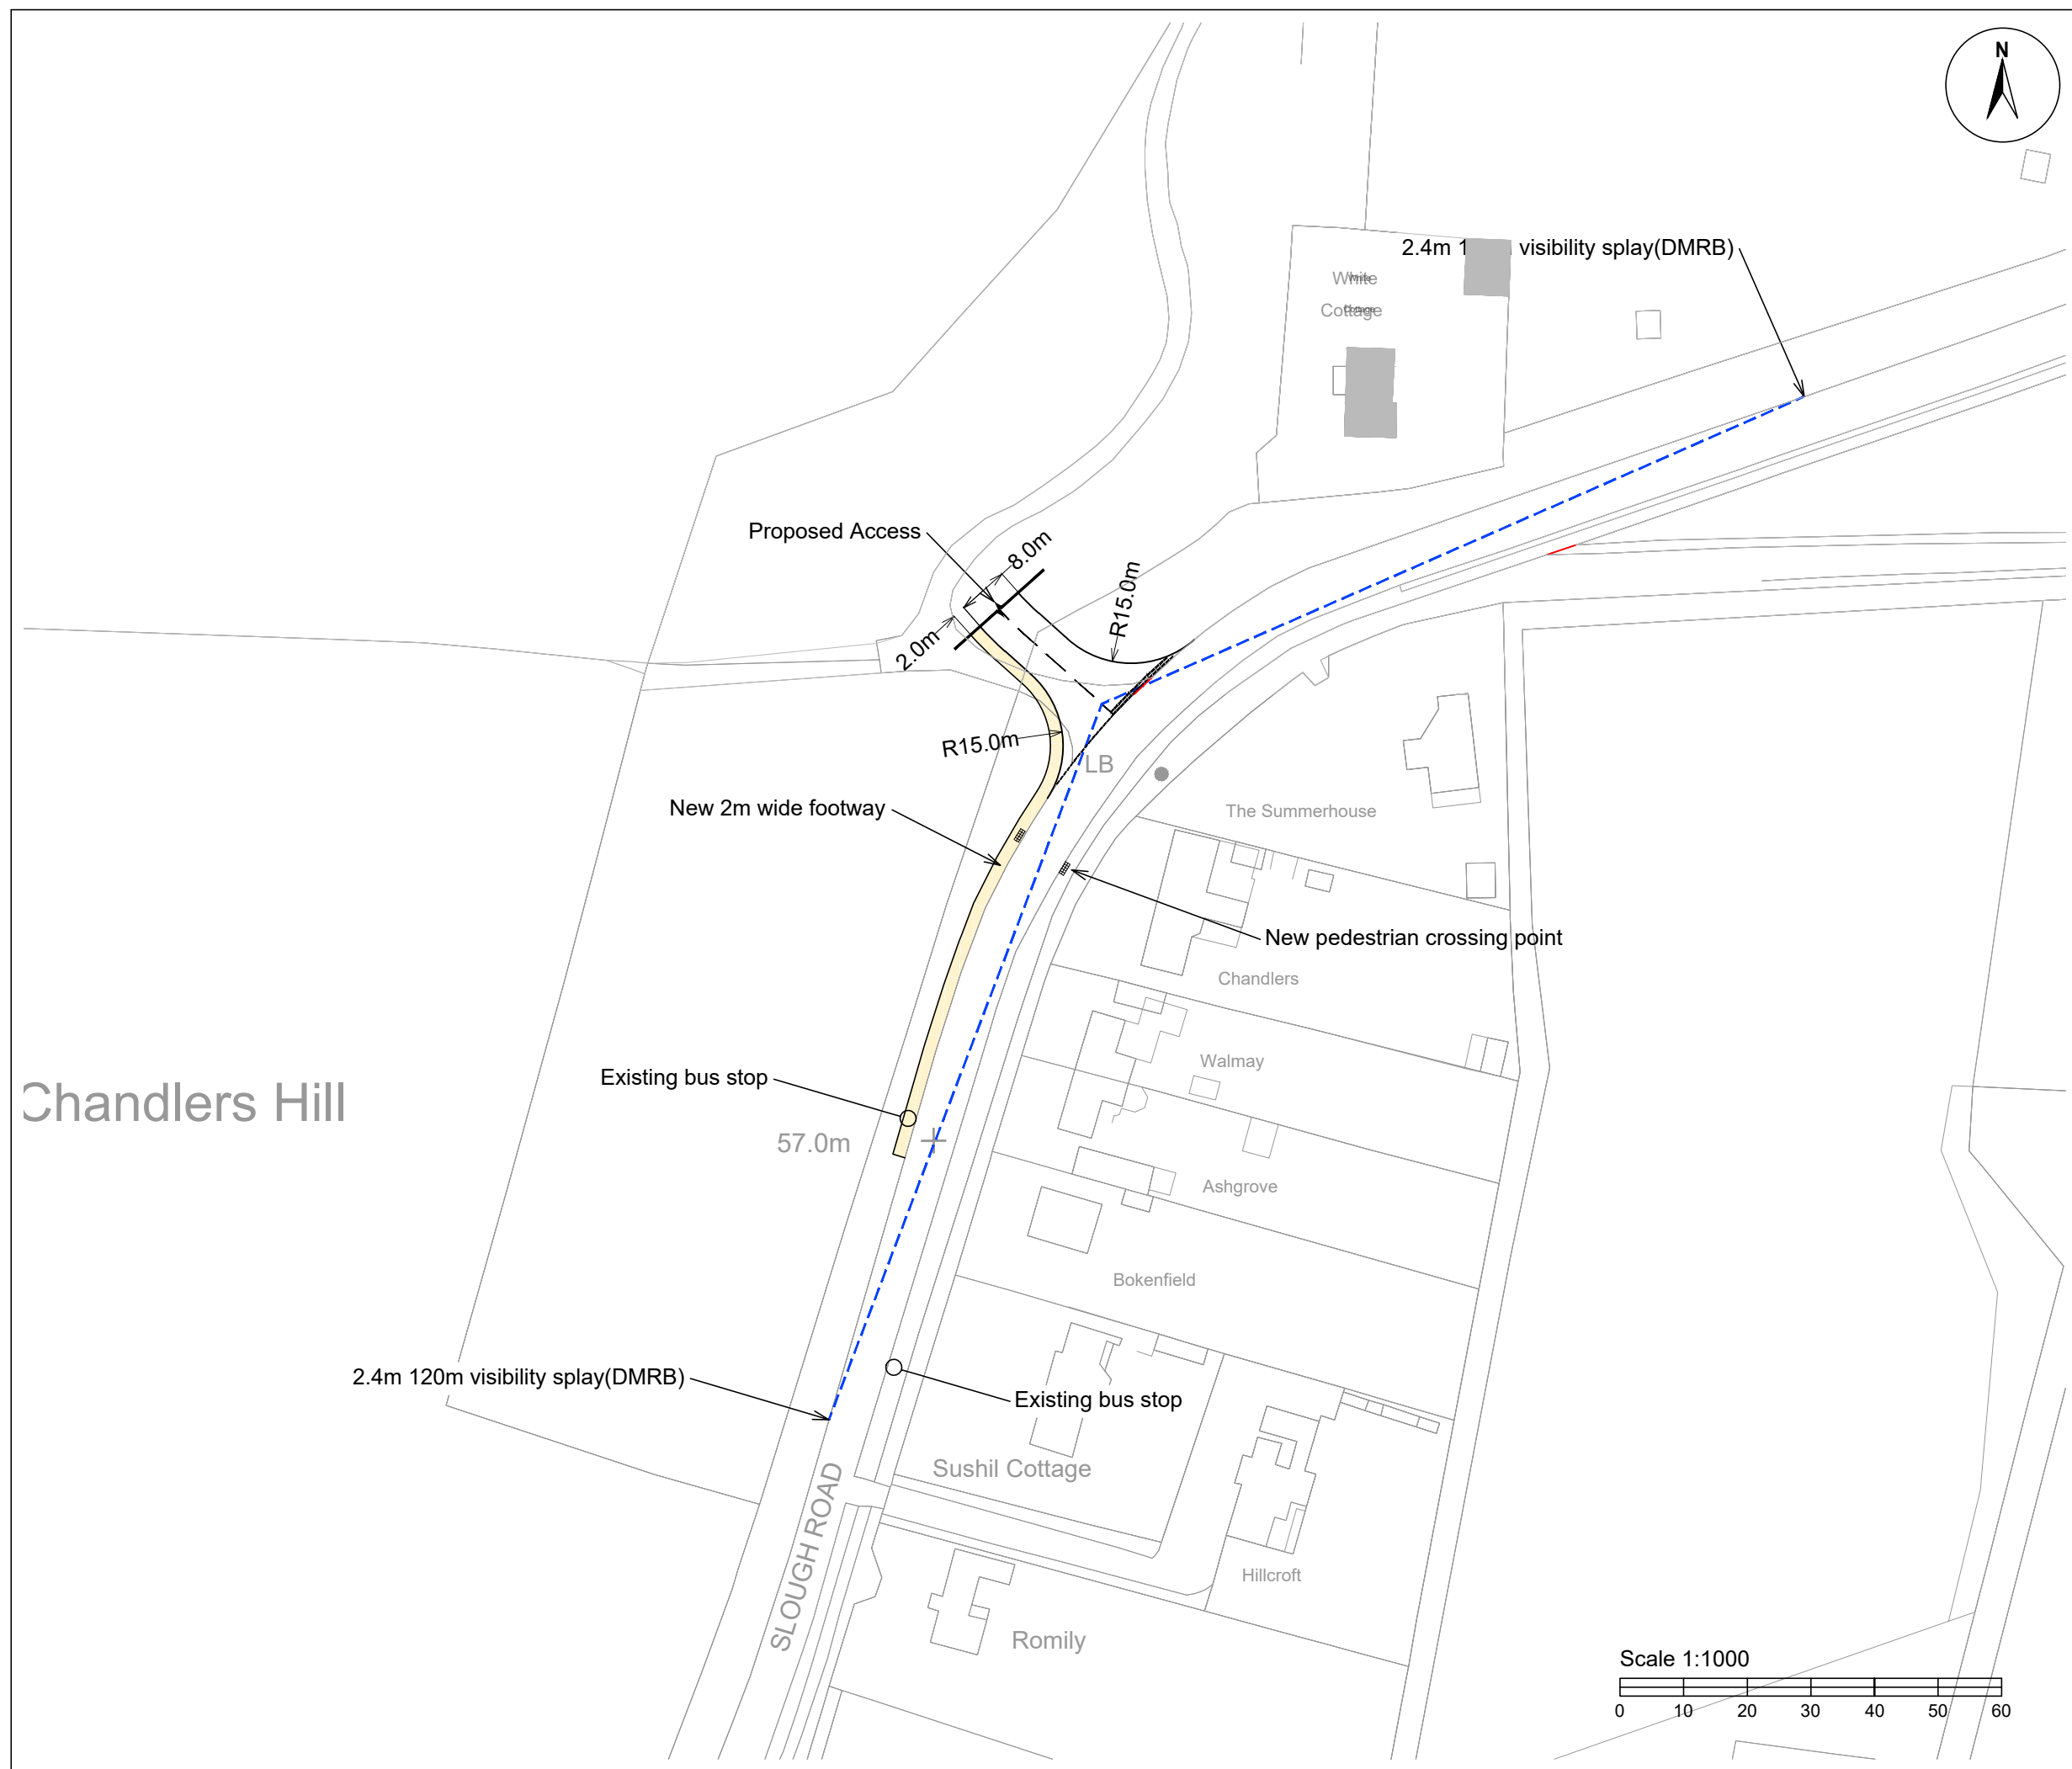 N
2.4m 1 visibility splay(DMRB)
White
Cottage
White
Cottage
Proposed Access
8.0m
R15.0m
2.0m
R15.0m
LB
New 2m wide footway
The Summerhouse
New pedestrian crossing point
Chandlers
Walmay
Existing bus stop
Chandlers Hill
57.0m
Ashgrove
Bokenfield
2.4m 120m visibility splay(DMRB)
Existing bus stop
Sushil Cottage
SLOUGH ROAD
Hillcroft
Romily
Scale 1:1000
0 10 20 30 40 50 60